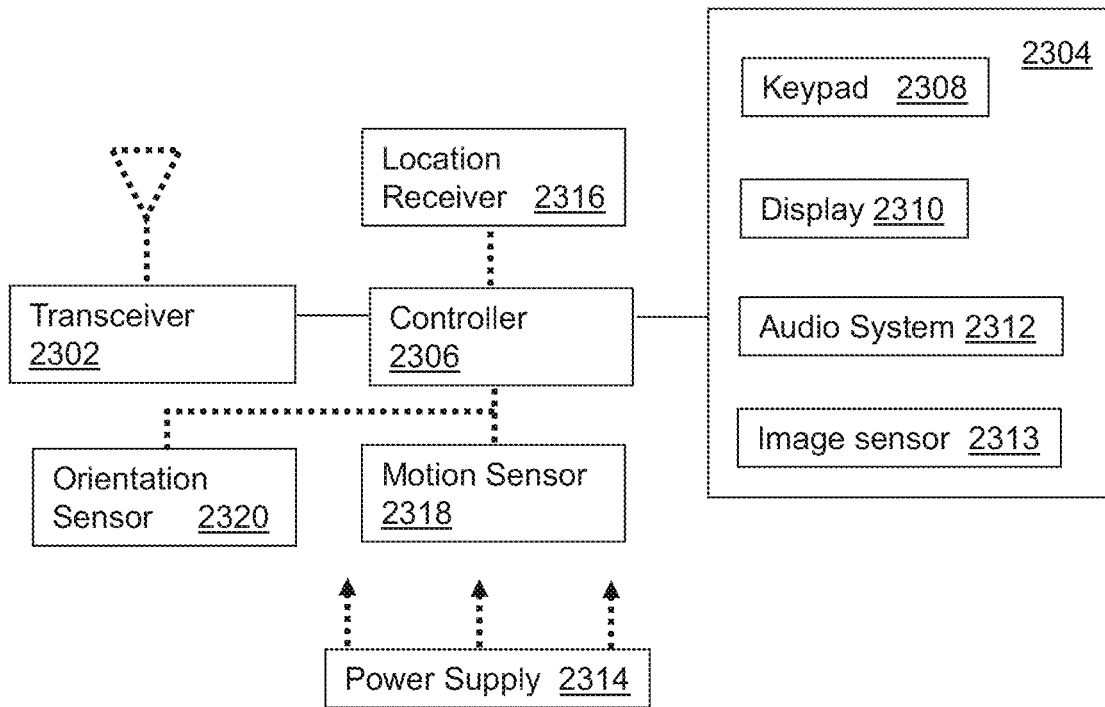 2304
Keypad 2308
Location
Receiver 2316
Display 2310
Transceiver
2302
Controller
2306
Audio System 2312
Image sensor 2313
Orientation
Sensor 2320
Motion Sensor
2318
Power Supply 2314